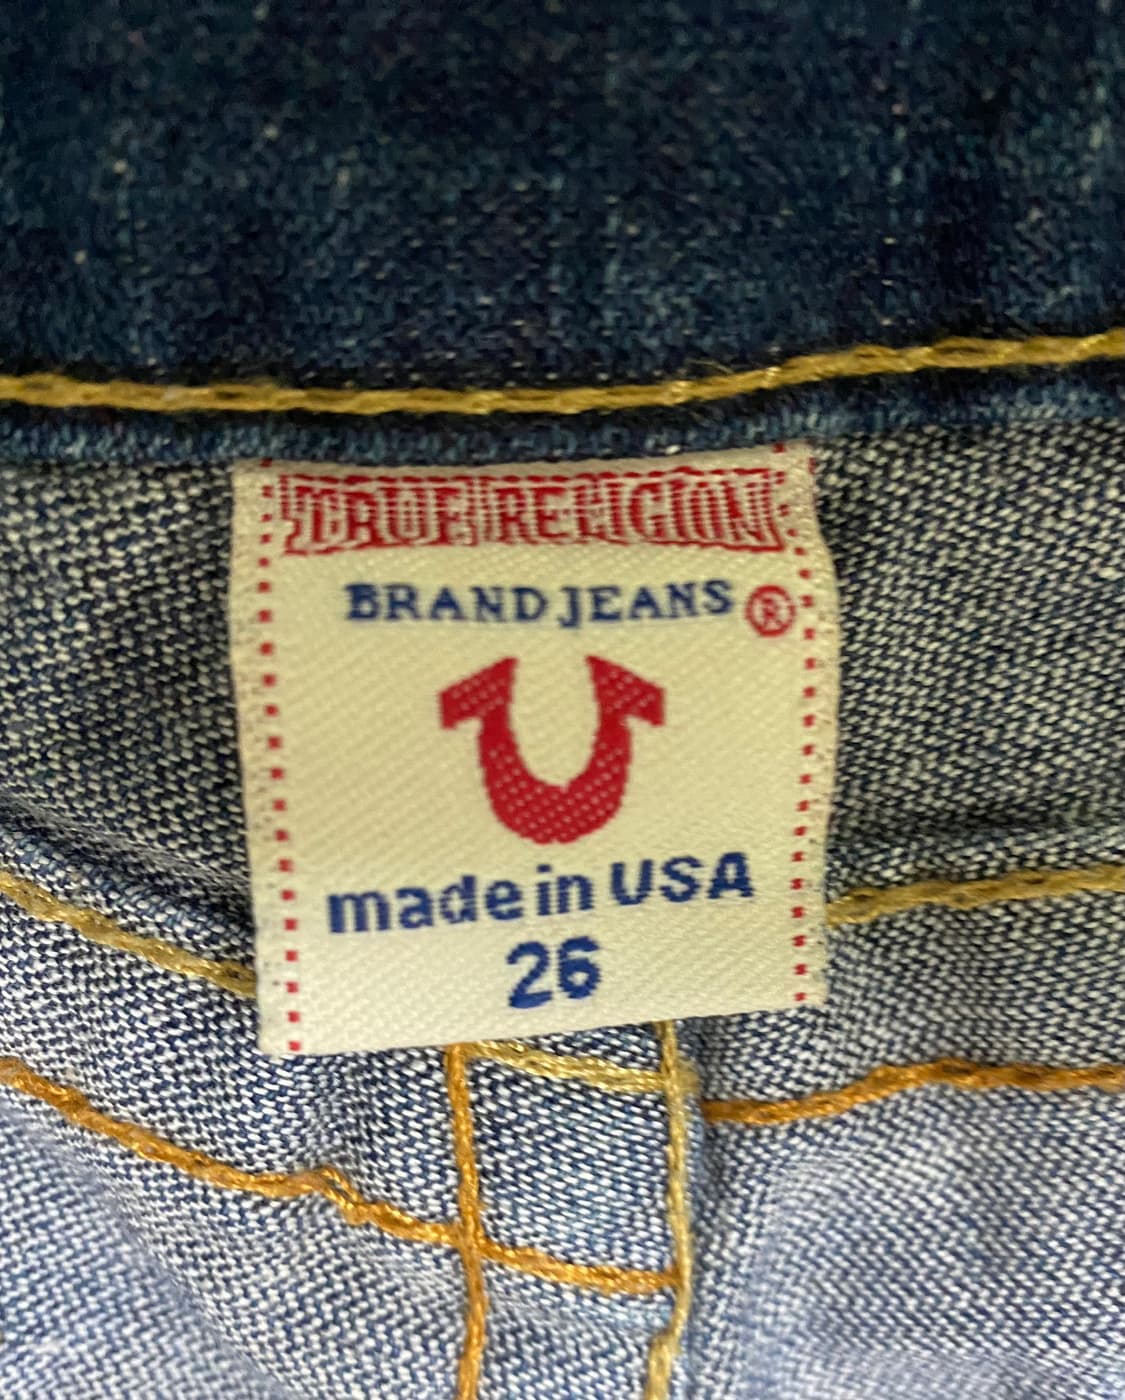 TRUE RELIGION
BRAND JEANS ®
made in USA
26